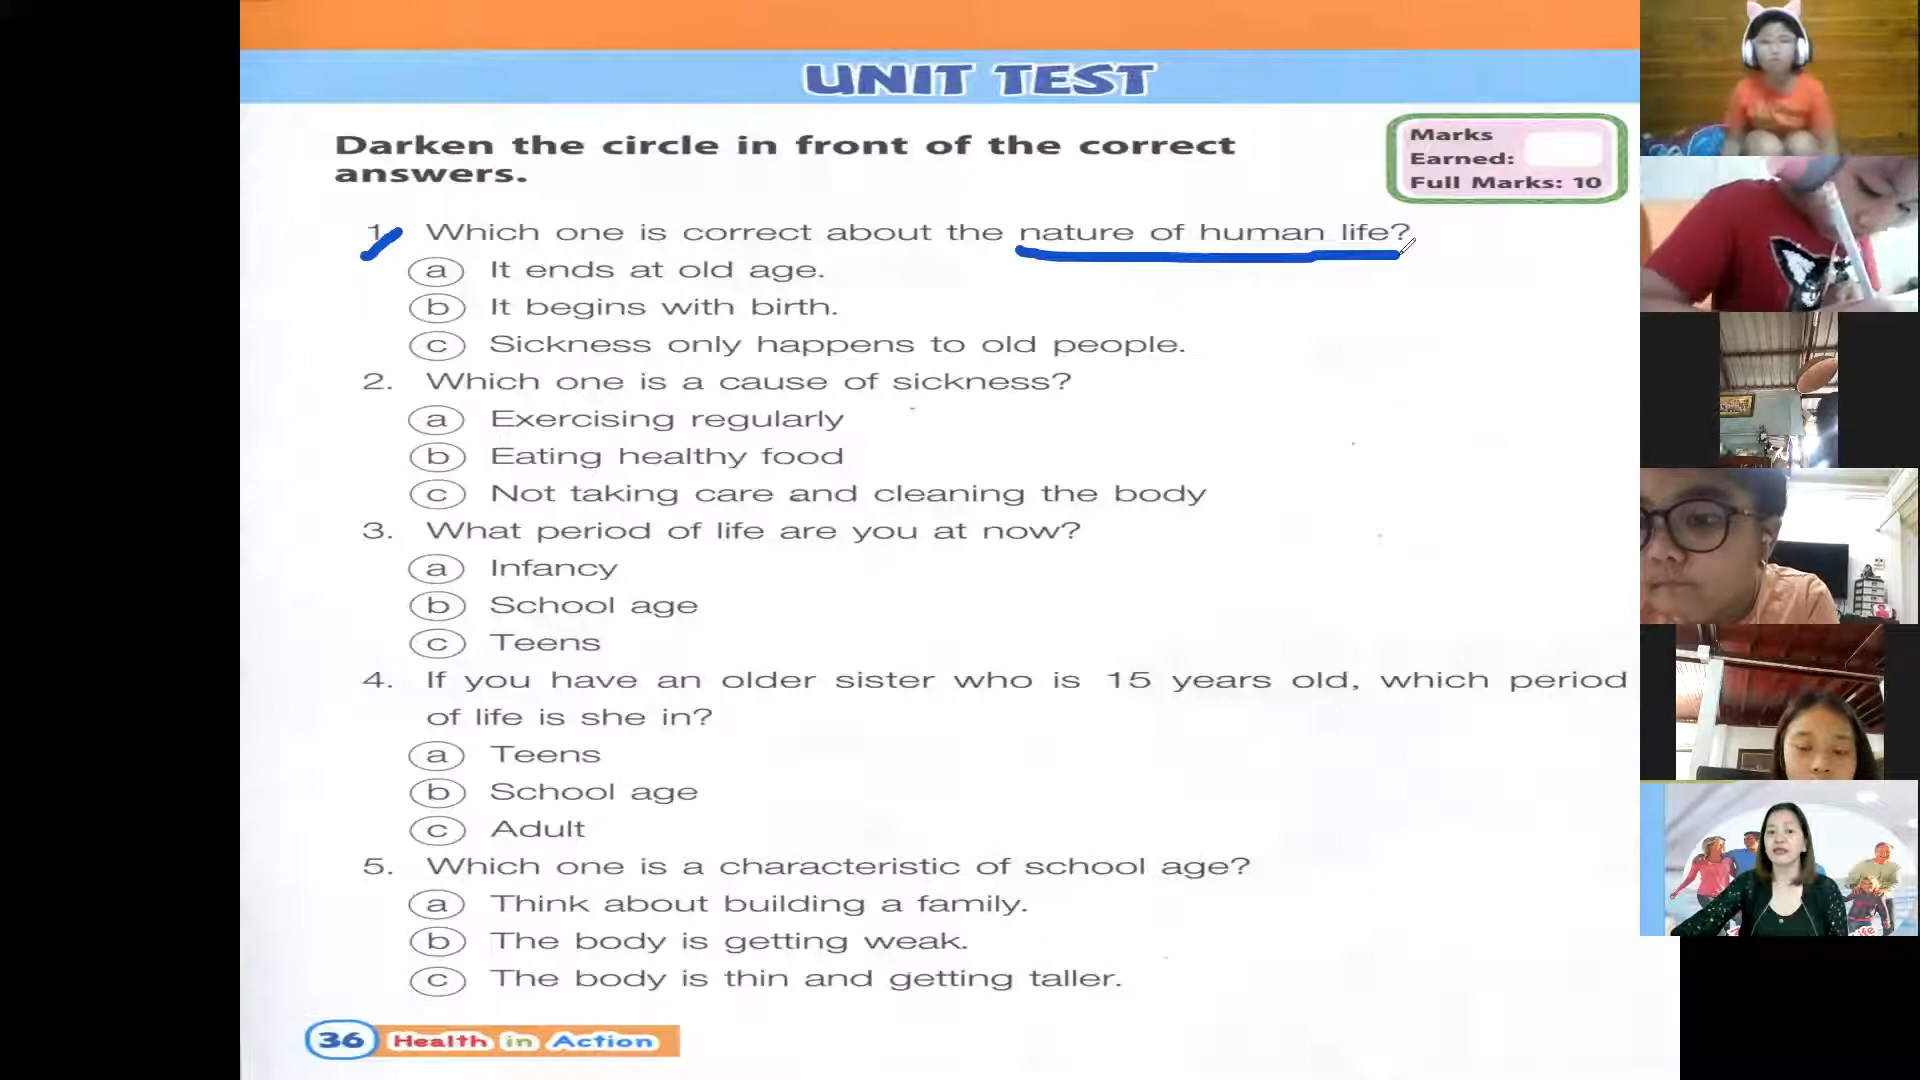 UNIT TEST
Darken the circle in front of the correct
answers.
Marks
Earned:
Full Marks: 10
1. Which one is correct about the nature of human life?
a It ends at old age.
b It begins with birth.
c Sickness only happens to old people.
2. Which one is a cause of sickness?
a Exercising regularly
b Eating healthy food
c Not taking care and cleaning the body
3. What period of life are you at now?
a Infancy
b School age
c Teens
4. If you have an older sister who is 15 years old, which period
of life is she in?
a Teens
b School age
c Adult
5. Which one is a characteristic of school age?
a Think about building a family.
b The body is getting weak.
c The body is thin and getting taller.
36 Health in Action